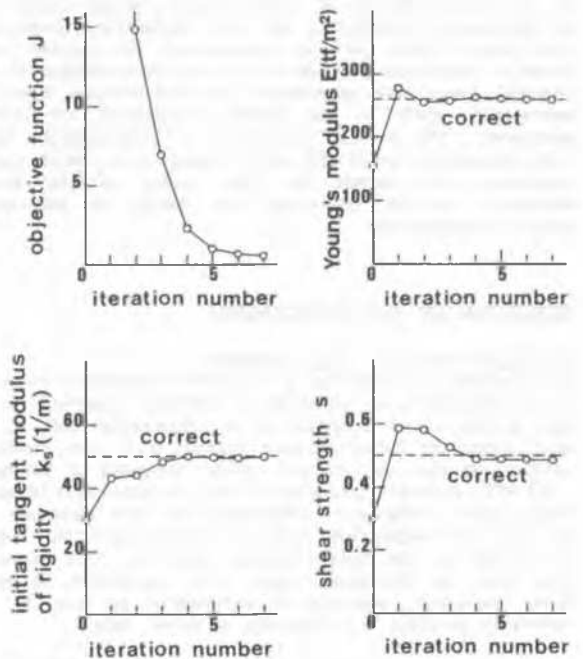 15
10
5
0
5
objective function J
iteration number
300
200
100
0
5
Young's modulus E(tf/m²)
correct
iteration number
60
40
20
0
5
initial tangent modulus
of rigidity ksⁱ(1/m)
correct
iteration number
0.6
0.4
0.2
0
5
shear strength s
correct
iteration number